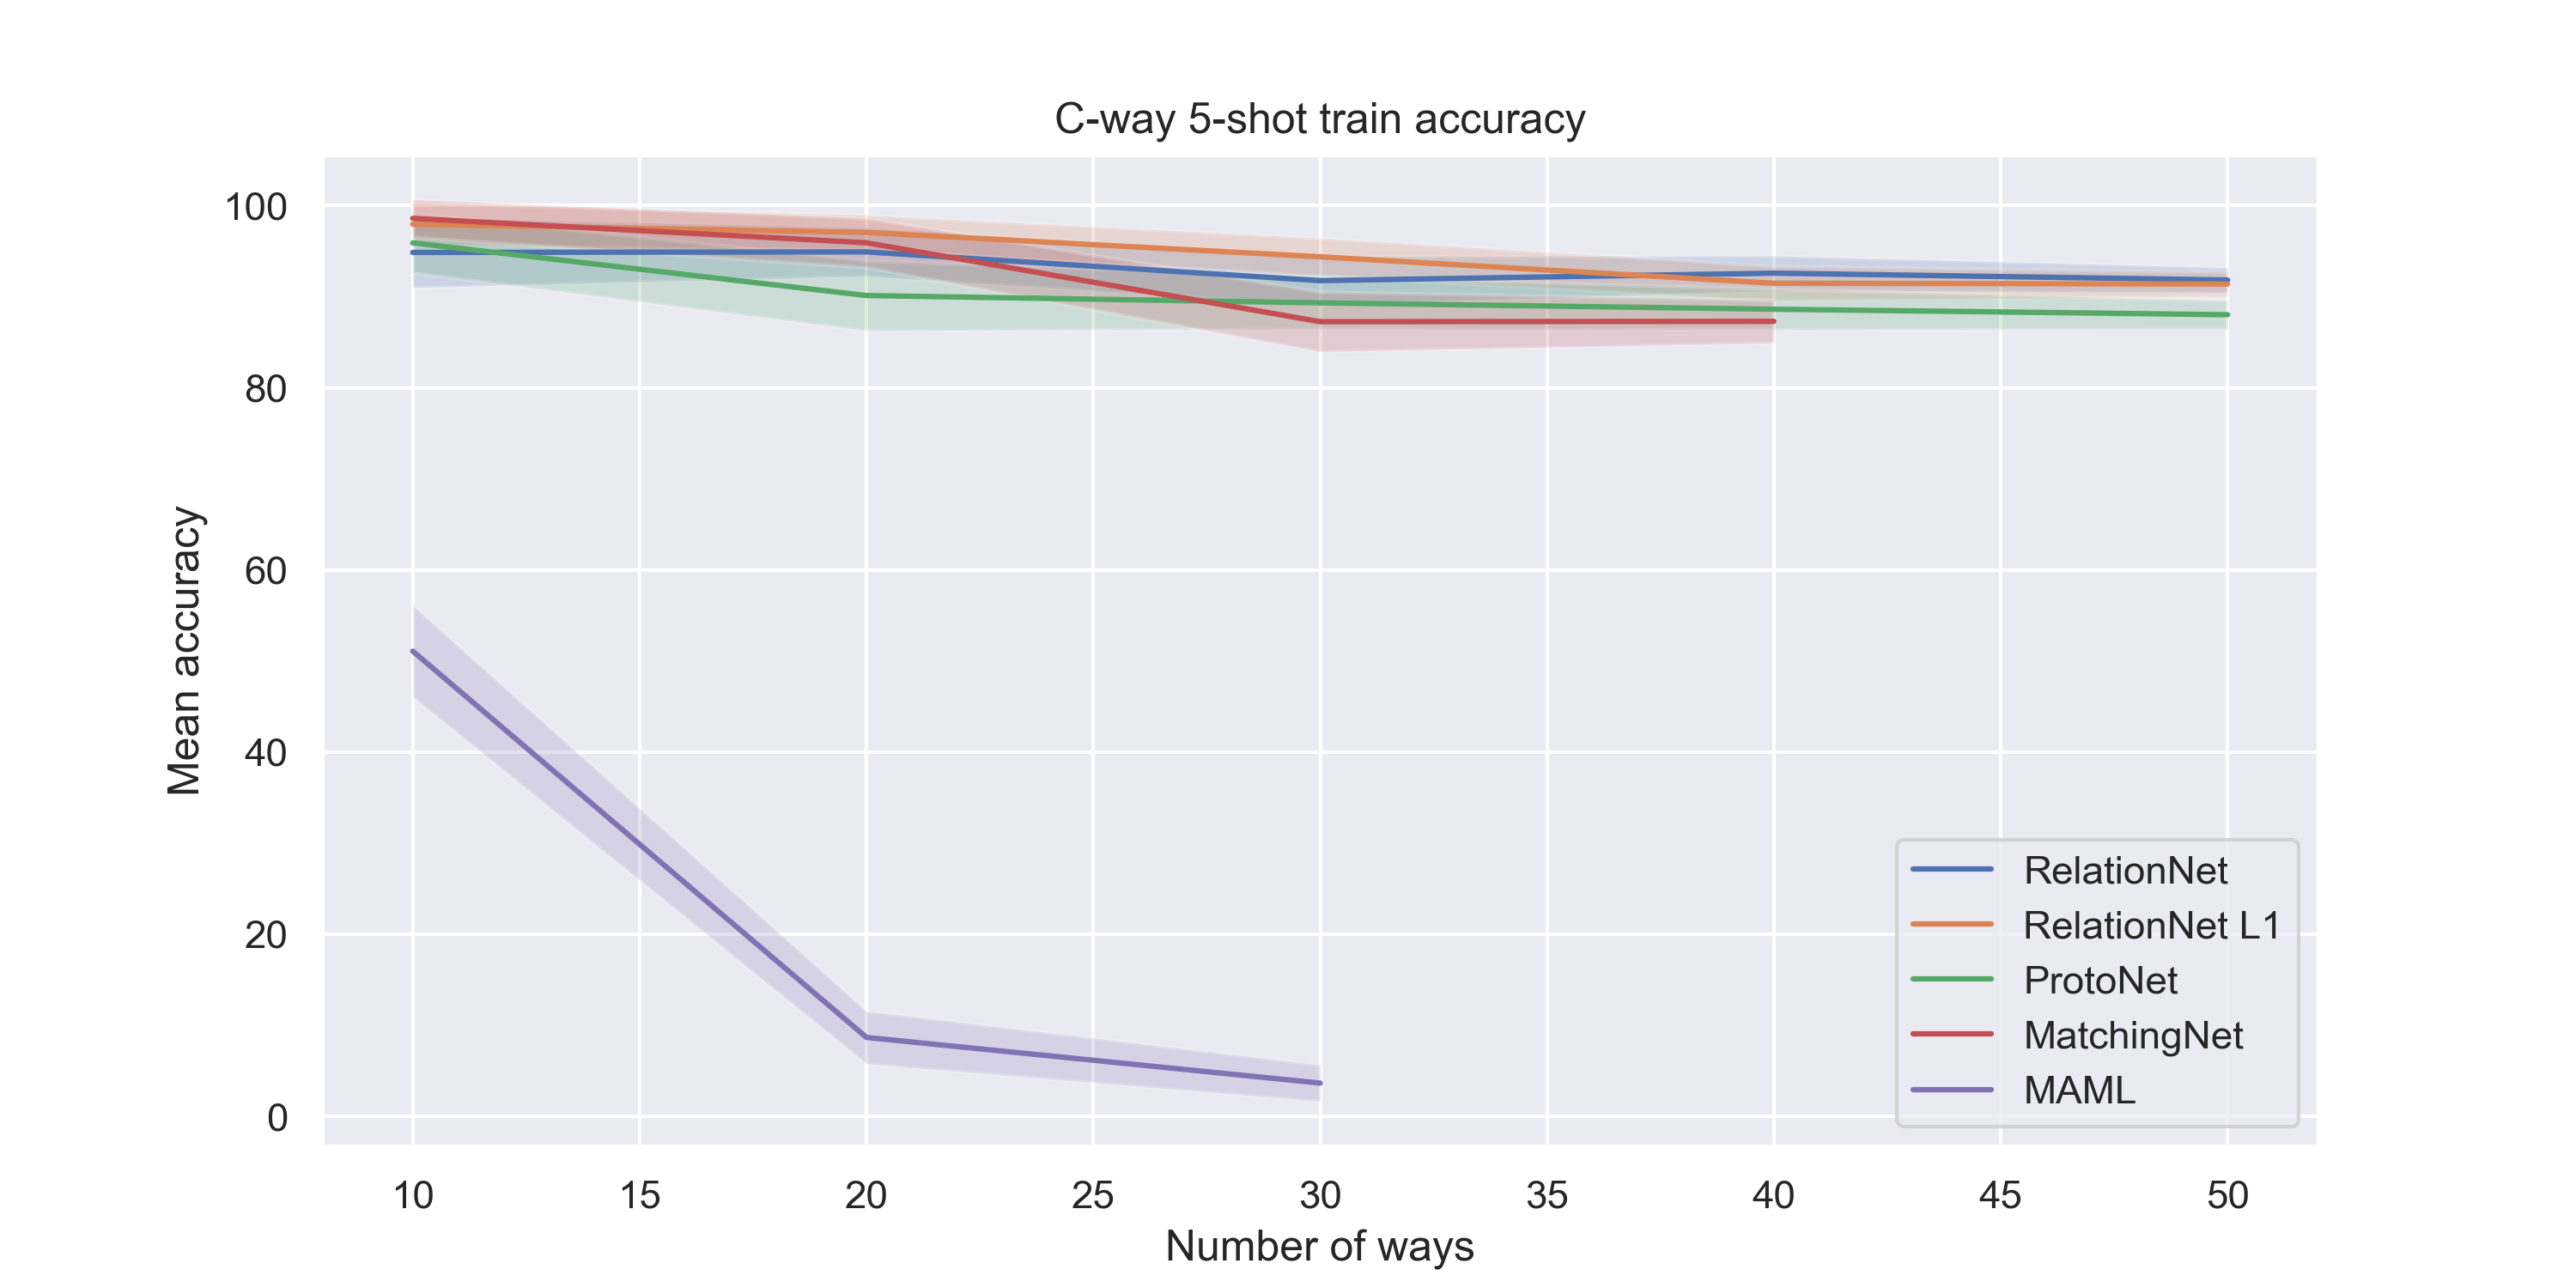 C-way 5-shot train accuracy
Mean accuracy
100
80
60
40
20
0
10 15 20 25 30 35 40 45 50
Number of ways
RelationNet
RelationNet L1
ProtoNet
MatchingNet
MAML